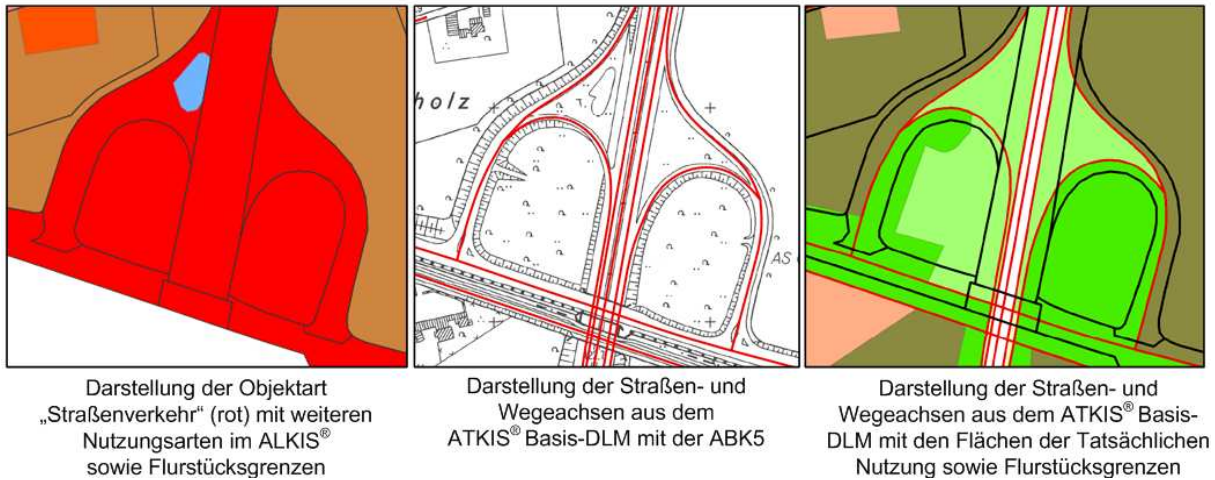 holz
AS
Darstellung der Objektart
„Straßenverkehr“ (rot) mit weiteren
Nutzungsarten im ALKIS®
sowie Flurstücksgrenzen
Darstellung der Straßen- und
Wegeachsen aus dem
ATKIS® Basis-DLM mit der ABK5
Darstellung der Straßen- und
Wegeachsen aus dem ATKIS® Basis-
DLM mit den Flächen der Tatsächlichen
Nutzung sowie Flurstücksgrenzen